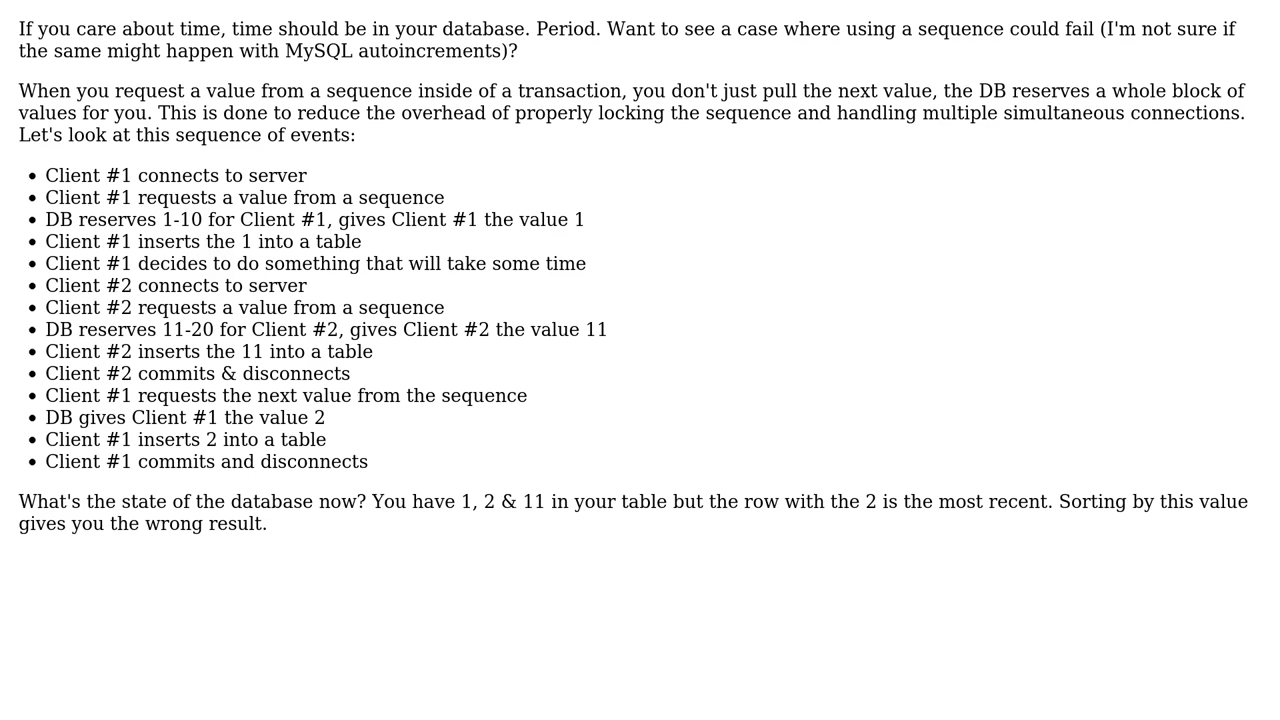 If you care about time, time should be in your database. Period. Want to see a case where using a sequence could fail (I'm not sure if
the same might happen with MySQL autoincrements)?
When you request a value from a sequence inside of a transaction, you don't just pull the next value, the DB reserves a whole block of
values for you. This is done to reduce the overhead of properly locking the sequence and handling multiple simultaneous connections.
Let's look at this sequence of events:
• Client #1 connects to server
• Client #1 requests a value from a sequence
• DB reserves 1-10 for Client #1, gives Client #1 the value 1
• Client #1 inserts the 1 into a table
• Client #1 decides to do something that will take some time
• Client #2 connects to server
• Client #2 requests a value from a sequence
• DB reserves 11-20 for Client #2, gives Client #2 the value 11
• Client #2 inserts the 11 into a table
• Client #2 commits & disconnects
• Client #1 requests the next value from the sequence
• DB gives Client #1 the value 2
• Client #1 inserts 2 into a table
• Client #1 commits and disconnects
What's the state of the database now? You have 1, 2 & 11 in your table but the row with the 2 is the most recent. Sorting by this value
gives you the wrong result.